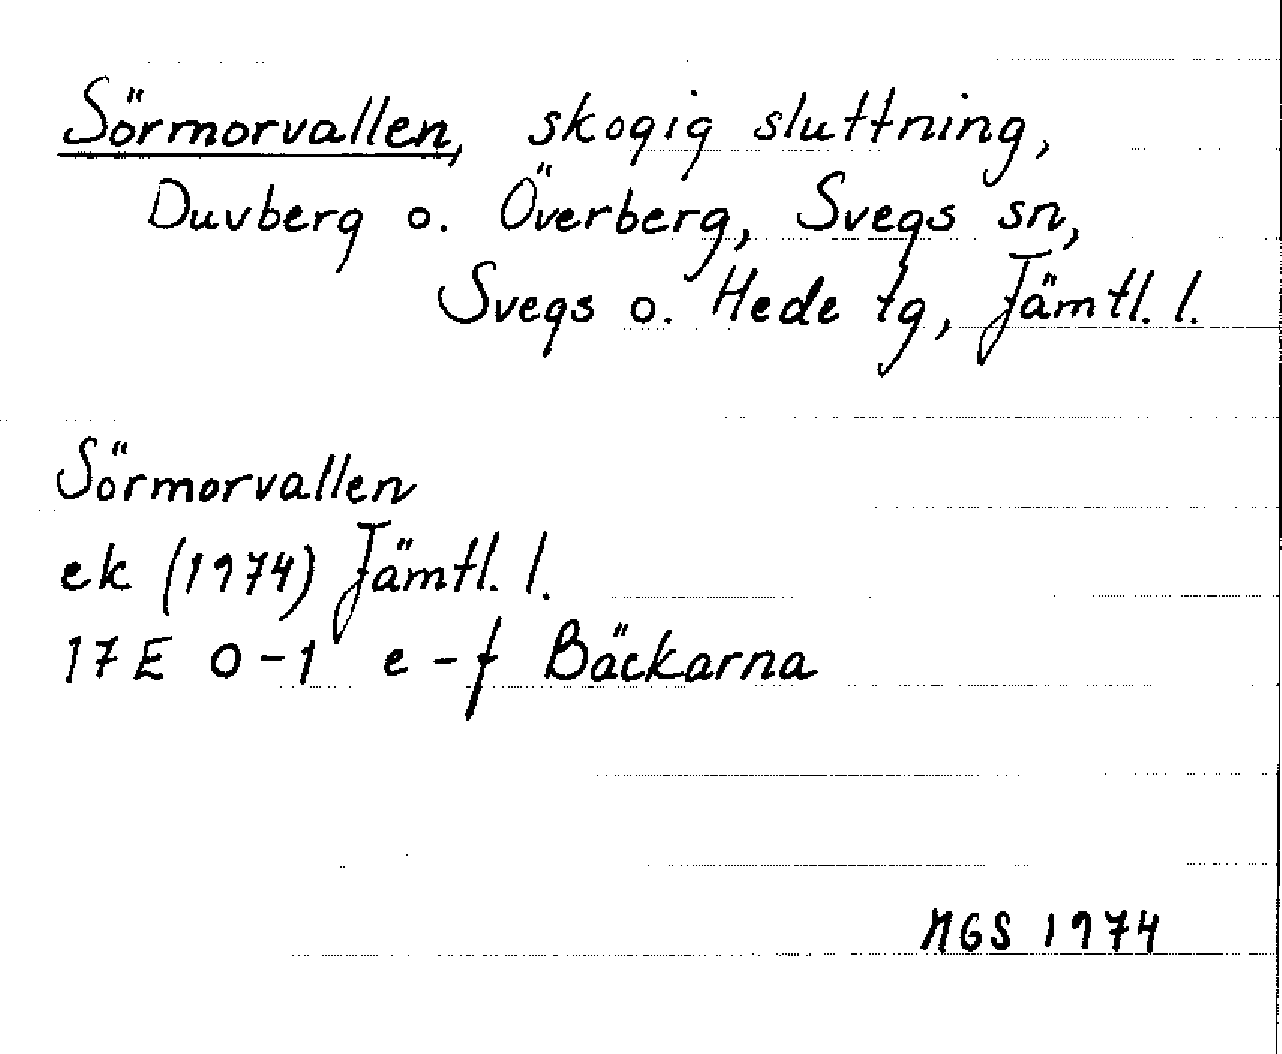 Sörmorvallen, skogig sluttning,
Duvberg o. Överberg, Svegs sn,
Svegs o. Hede tg, Jämtl. l.
Sörmorvallen
ek (1974) Jämtl. l.
17E 0-1 e-f Bäckarna
NGS 1974